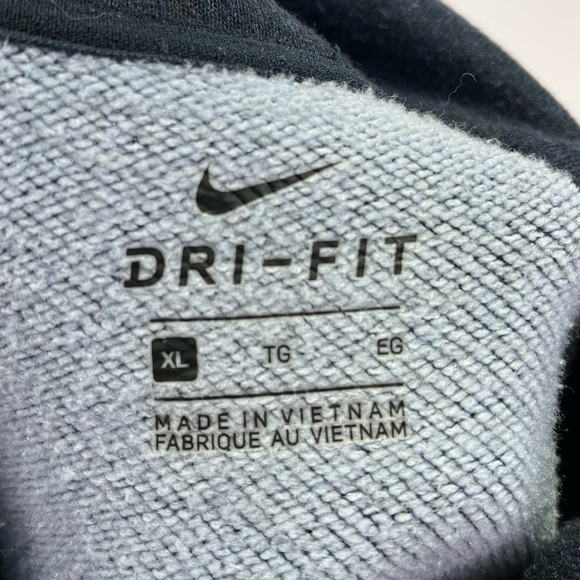 DRI-FIT
XL TG EG
MADE IN VIETNAM
FABRIQUE AU VIETNAM